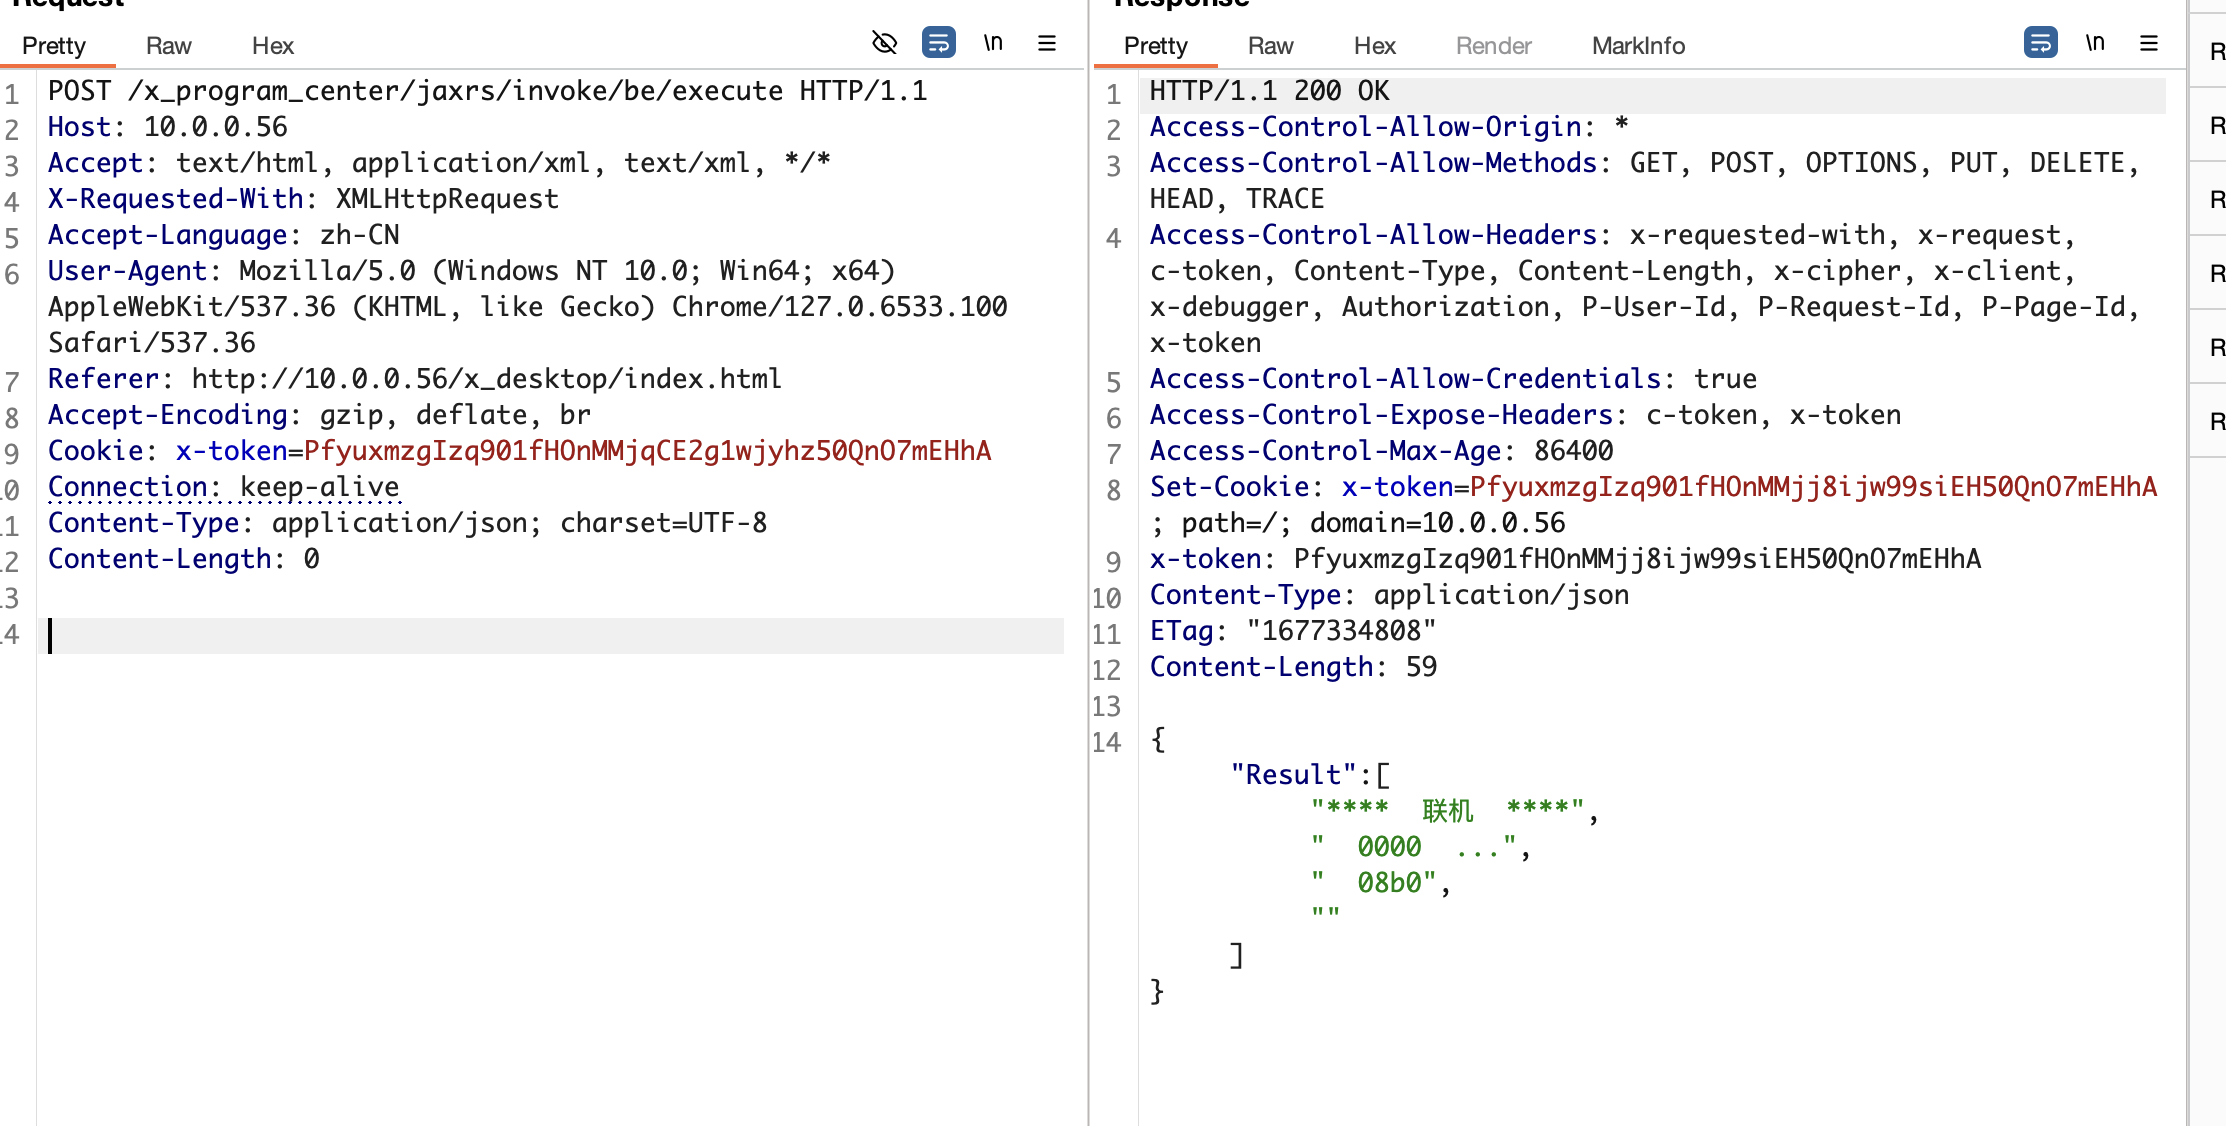 Request
Pretty Raw Hex \n
1 POST /x_program_center/jaxrs/invoke/be/execute HTTP/1.1
2 Host: 10.0.0.56
3 Accept: text/html, application/xml, text/xml, */*
4 X-Requested-With: XMLHttpRequest
5 Accept-Language: zh-CN
6 User-Agent: Mozilla/5.0 (Windows NT 10.0; Win64; x64)
AppleWebKit/537.36 (KHTML, like Gecko) Chrome/127.0.6533.100
Safari/537.36
7 Referer: http://10.0.0.56/x_desktop/index.html
8 Accept-Encoding: gzip, deflate, br
9 Cookie: x-token=PfyuxmzgIzq901fHOnMMjqCE2g1wjyhz50QnO7mEHhA
10 Connection: keep-alive
11 Content-Type: application/json; charset=UTF-8
12 Content-Length: 0
13
14
Response
Pretty Raw Hex Render MarkInfo \n
1 HTTP/1.1 200 OK
2 Access-Control-Allow-Origin: *
3 Access-Control-Allow-Methods: GET, POST, OPTIONS, PUT, DELETE,
HEAD, TRACE
4 Access-Control-Allow-Headers: x-requested-with, x-request,
c-token, Content-Type, Content-Length, x-cipher, x-client,
x-debugger, Authorization, P-User-Id, P-Request-Id, P-Page-Id,
x-token
5 Access-Control-Allow-Credentials: true
6 Access-Control-Expose-Headers: c-token, x-token
7 Access-Control-Max-Age: 86400
8 Set-Cookie: x-token=PfyuxmzgIzq901fHOnMMjj8ijw99siEH50QnO7mEHhA
; path=/; domain=10.0.0.56
9 x-token: PfyuxmzgIzq901fHOnMMjj8ijw99siEH50QnO7mEHhA
10 Content-Type: application/json
11 ETag: "1677334808"
12 Content-Length: 59
13
14 {
"Result":[
"**** 联机 ****",
" 0000 ...",
" 08b0",
""
]
}
R
R
R
R
R
R